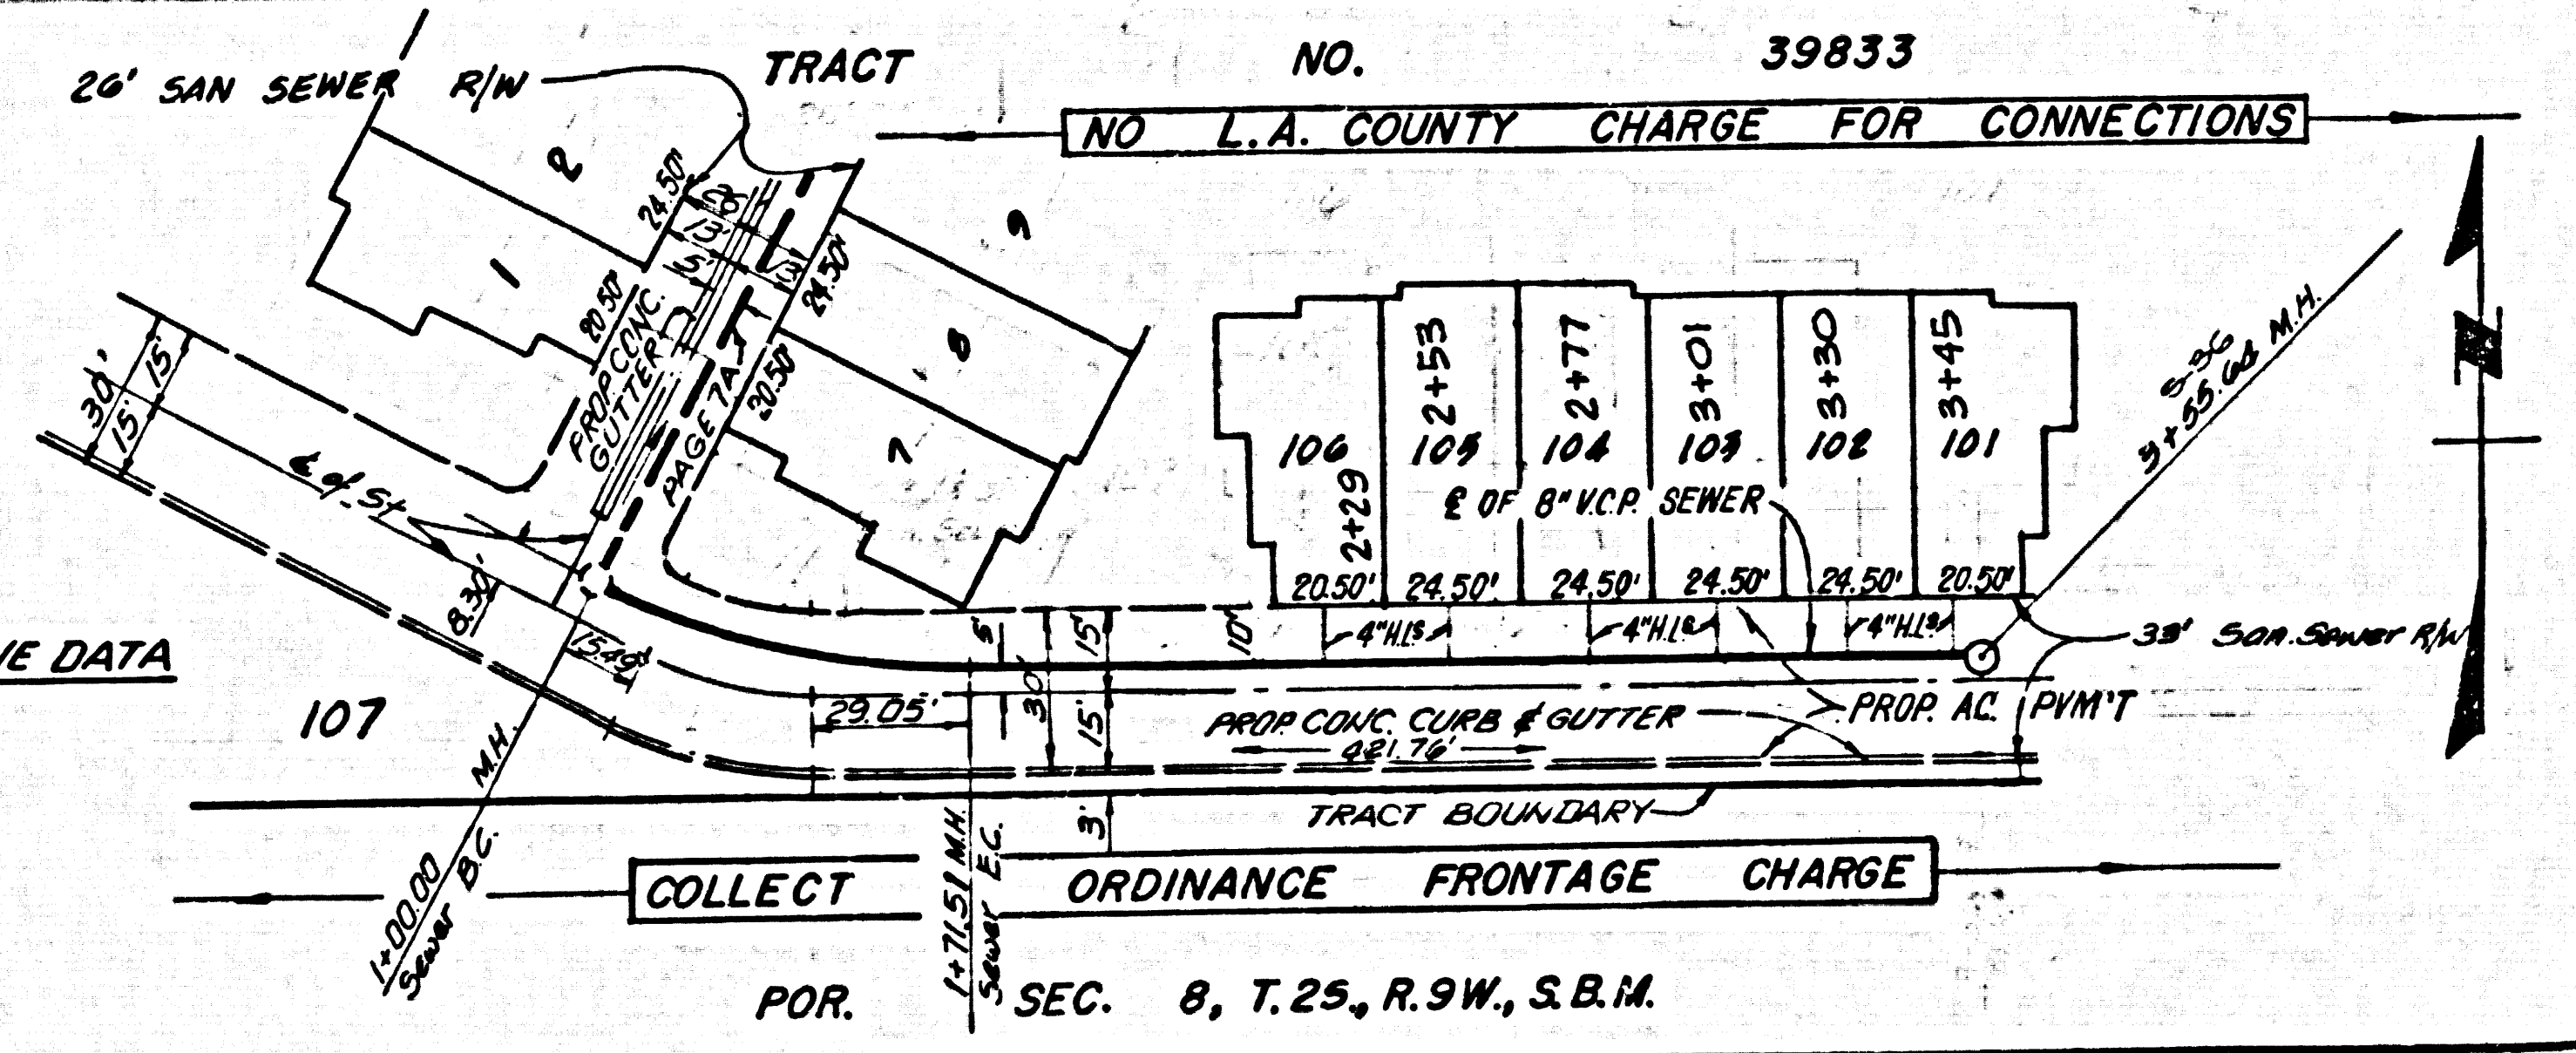 TRACT NO. 39833
26' SAN SEWER R/W
NO L.A. COUNTY CHARGE FOR CONNECTIONS
2
1
24.50'
26'
13'
5'
13'
24.50'
20.50'
PROP. CONC.
GUTTER
PAGE 7A
20.50'
9
8
7
30'
15'
15'
℄ of St
8.30'
15.49'
106
105
104
103
102
101
2+29
2+53
2+77
3+01
3+30
3+45
℄ OF 8" V.C.P. SEWER
20.50'
24.50'
24.50'
24.50'
24.50'
20.50'
4"H.L.s
4"H.L.s
4"H.L.s
S-36
3+55.64 M.H.
N
33' San. Sewer R/W
VE DATA
107
5'
30'
15'
15'
10'
29.05'
PROP. CONC. CURB & GUTTER
421.76'
PROP. A.C. PVM'T
TRACT BOUNDARY
3'
M.H.
1+00.00
Sewer B.C.
1+71.51 M.H.
Sewer E.C.
COLLECT ORDINANCE FRONTAGE CHARGE
POR. SEC. 8, T.2S., R.9W., S.B.M.